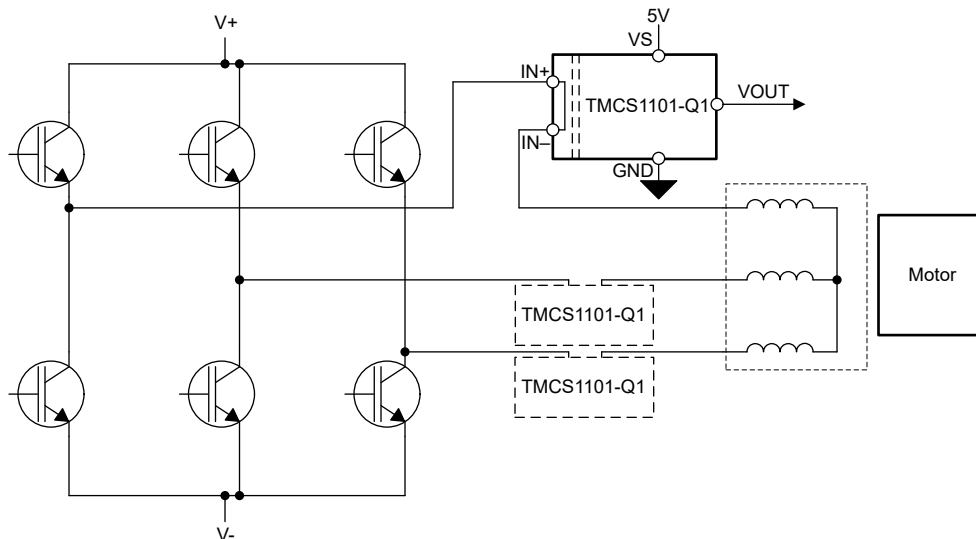 V+
5V
VS
IN+
TMCS1101-Q1
VOUT
IN–
GND
Motor
TMCS1101-Q1
TMCS1101-Q1
V-